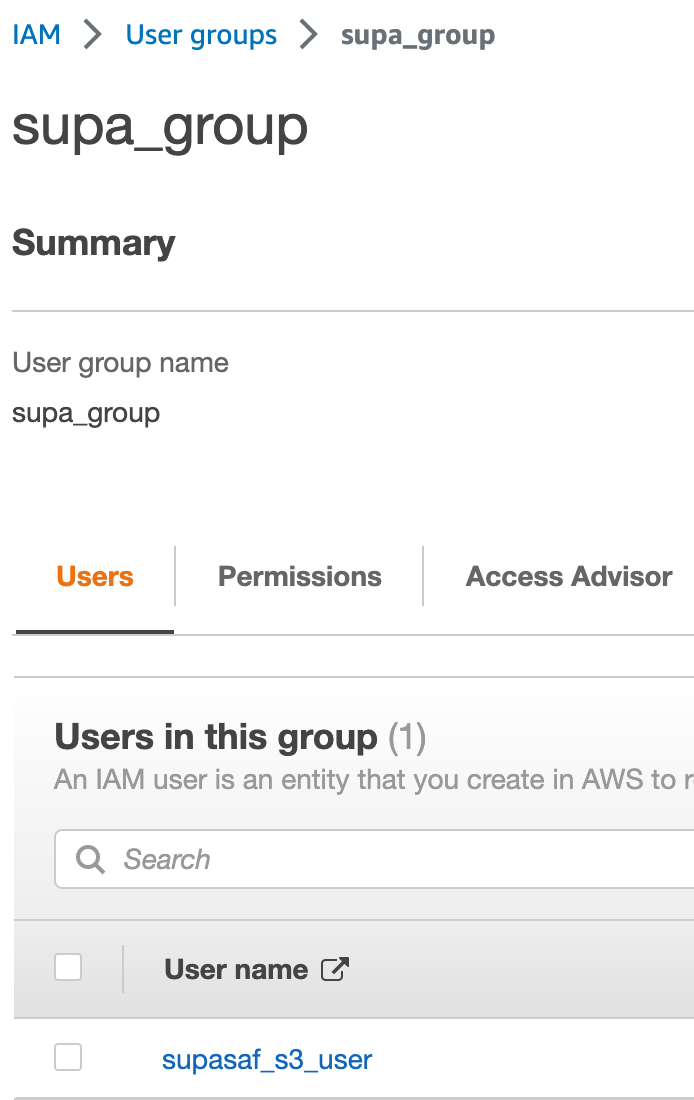 IAM > User groups > supa_group
supa_group
Summary
User group name
supa_group
Users Permissions Access Advisor
Users in this group (1)
An IAM user is an entity that you create in AWS to r
Search
User name
supasaf_s3_user